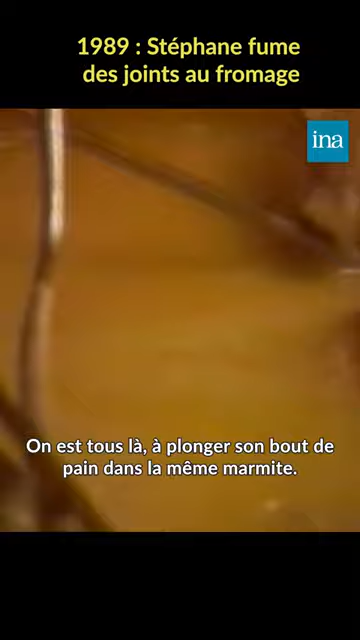 1989 : Stéphane fume
des joints au fromage
ina
On est tous là, à plonger son bout de
pain dans la même marmite.